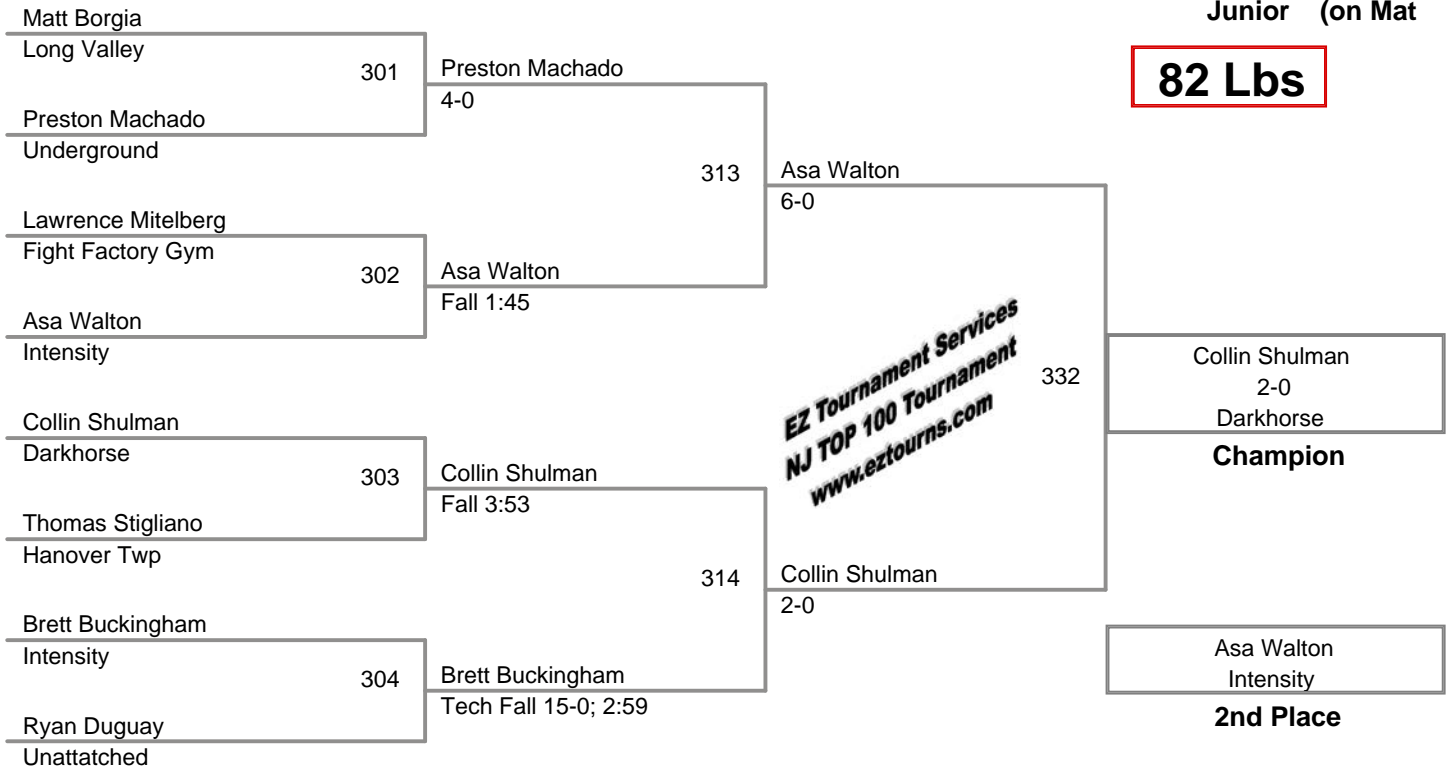 Junior (on Mat
82 Lbs
Matt Borgia
Long Valley
301
Preston Machado
4-0
Preston Machado
Underground
313
Asa Walton
6-0
Lawrence Mitelberg
Fight Factory Gym
302
Asa Walton
Fall 1:45
Asa Walton
Intensity
EZ Tournament Services
NJ TOP 100 Tournament
www.eztourns.com
332
Collin Shulman
2-0
Darkhorse
Champion
Collin Shulman
Darkhorse
303
Collin Shulman
Fall 3:53
Thomas Stigliano
Hanover Twp
314
Collin Shulman
2-0
Brett Buckingham
Intensity
304
Brett Buckingham
Tech Fall 15-0; 2:59
Ryan Duguay
Unattatched
Asa Walton
Intensity
2nd Place